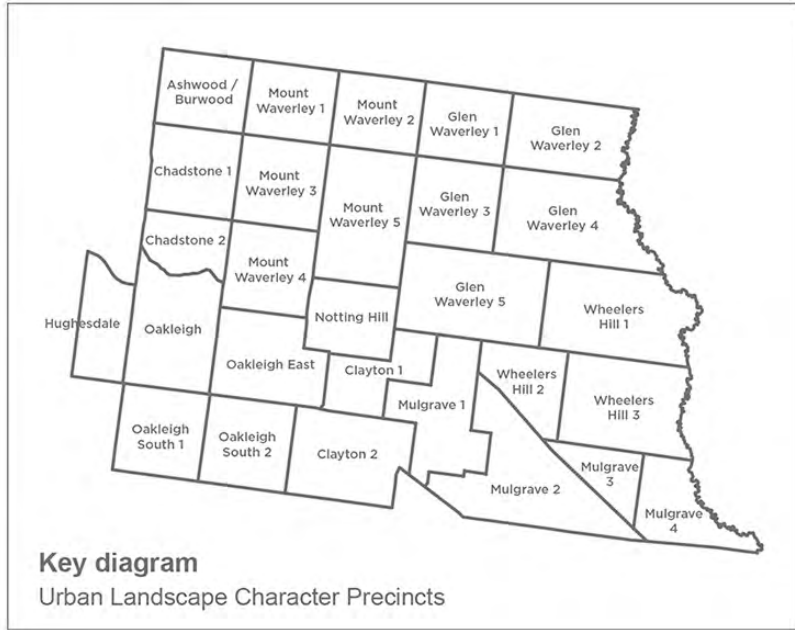 Ashwood /
Burwood
Mount
Waverley 1
Mount
Waverley 2
Glen
Waverley 1
Glen
Waverley 2
Chadstone 1
Mount
Waverley 3
Mount
Waverley 5
Glen
Waverley 3
Glen
Waverley 4
Chadstone 2
Mount
Waverley 4
Glen
Waverley 5
Wheelers
Hill 1
Hughesdale
Oakleigh
Notting Hill
Oakleigh East
Clayton 1
Wheelers
Hill 2
Wheelers
Hill 3
Mulgrave 1
Oakleigh
South 1
Oakleigh
South 2
Clayton 2
Mulgrave 2
Mulgrave
3
Mulgrave
4
Key diagram
Urban Landscape Character Precincts